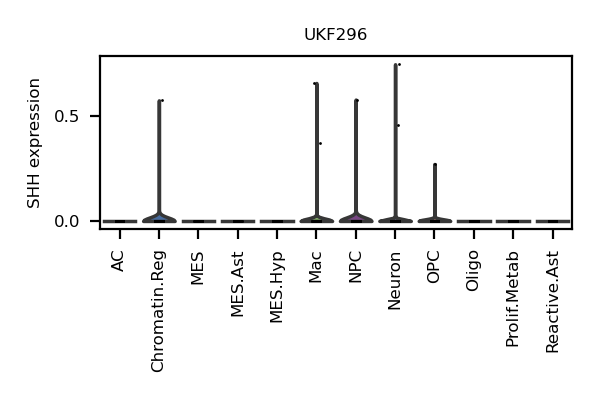 UKF296
SHH expression
0.5
0.0
AC
Chromatin.Reg
MES
MES.Ast
MES.Hyp
Mac
NPC
Neuron
OPC
Oligo
Prolif.Metab
Reactive.Ast